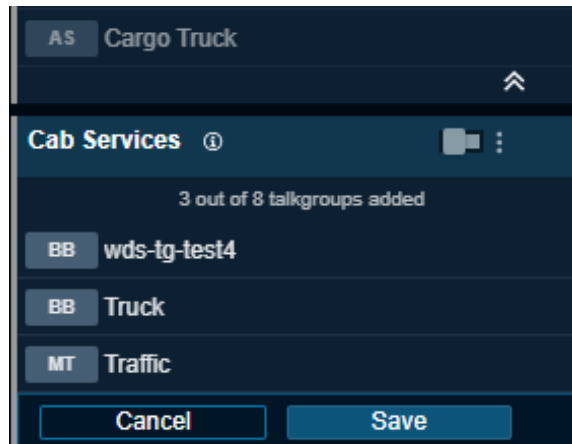 AS Cargo Truck
Cab Services
3 out of 8 talkgroups added
BB wds-tg-test4
BB Truck
MT Traffic
Cancel Save